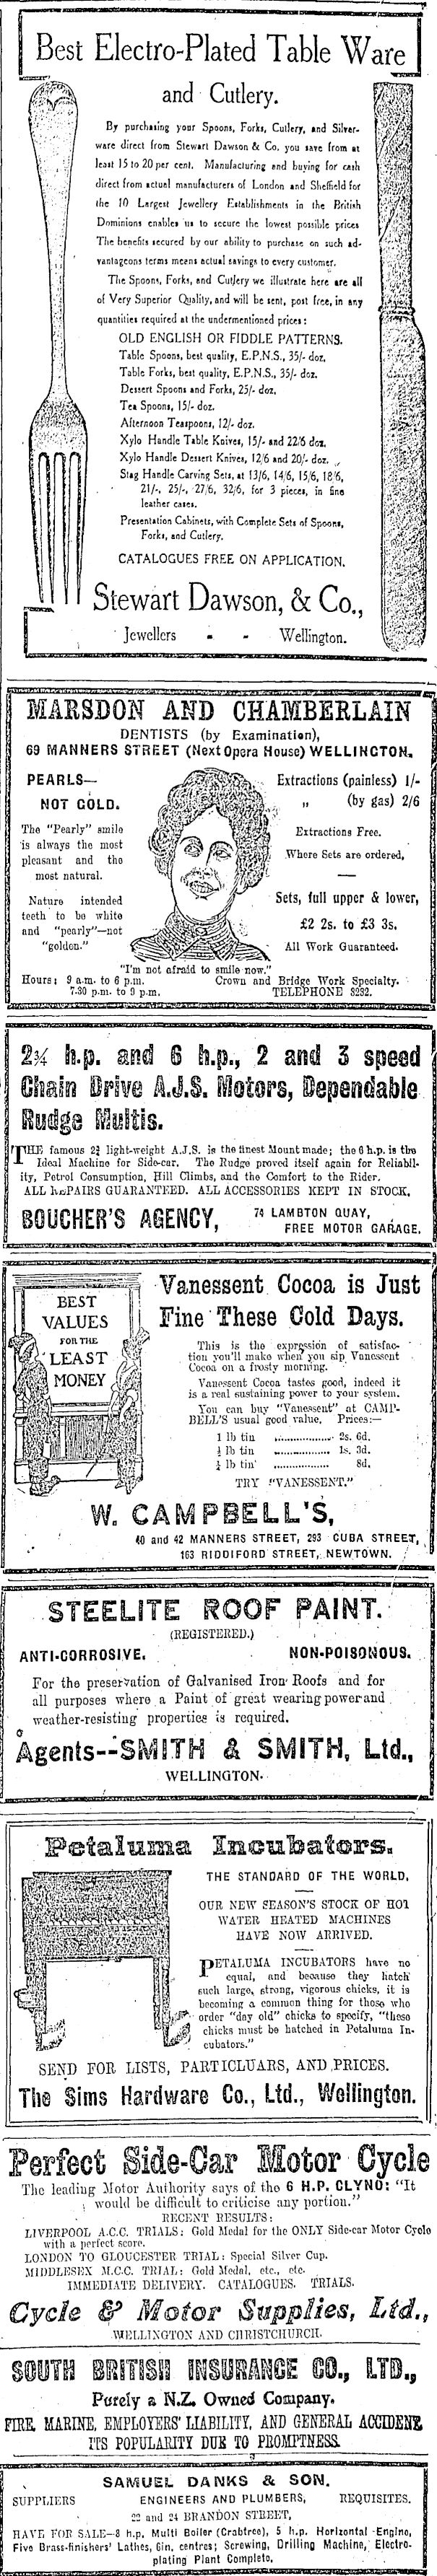 Best Electro-Plated Table Ware
and Cutlery.
By purchasing your Spoons, Forks, Cutlery, and Silver-
ware direct from Stewart Dawson & Co. you save from at
least 15 to 20 per cent. Manufacturing and buying for cash
direct from actual manufacturers of London and Sheffield for
the 10 Largest Jewellery Establishments in the British
Dominions enables us to secure the lowest possible prices
The benefits secured by our ability to purchase on such ad-
vantageous terms means actual savings to every customer.
The Spoons, Forks, and Cutlery we illustrate here are all
of Very Superior Quality, and will be sent, post free, in any
quantities required at the undermentioned prices:
OLD ENGLISH OR FIDDLE PATTERNS.
Table Spoons, best quality, E.P.N.S., 35/- doz.
Table Forks, best quality, E.P.N.S., 35/- doz.
Dessert Spoons and Forks, 25/- doz.
Tea Spoons, 15/- doz.
Afternoon Teaspoons, 12/- doz.
Xylo Handle Table Knives, 15/- and 22/6 doz.
Xylo Handle Dessert Knives, 12/6 and 20/- doz.
Stag Handle Carving Sets, at 13/6, 14/6, 15/6, 18/6,
21/-, 25/-, 27/6, 32/6, for 3 pieces, in fine
leather cases.
Presentation Cabinets, with Complete Sets of Spoons,
Forks, and Cutlery.
CATALOGUES FREE ON APPLICATION.
Stewart Dawson, & Co.,
Jewellers - - Wellington.
MARSDON AND CHAMBERLAIN
DENTISTS (by Examination),
69 MANNERS STREET (Next Opera House) WELLINGTON.
PEARLS—
NOT GOLD.
The "Pearly" smile
is always the most
pleasant and the
most natural.
Nature intended
teeth to be white
and "pearly"—not
"golden."
Extractions (painless) 1/-
" (by gas) 2/6
Extractions Free.
Where Sets are ordered,
Sets, full upper & lower,
£2 2s. to £3 3s.
All Work Guaranteed.
"I'm not afraid to smile now."
Hours: 9 a.m. to 6 p.m. Crown and Bridge Work Specialty.
7.30 p.m. to 9 p.m. TELEPHONE 3232.
2¾ h.p. and 6 h.p., 2 and 3 speed
Chain Drive A.J.S. Motors, Dependable
Rudge Multis.
THE famous 2¾ light-weight A.J.S. is the finest Mount made; the 6 h.p. is the
Ideal Machine for Side-car. The Rudge proved itself again for Reliabil-
ity, Petrol Consumption, Hill Climbs, and the Comfort to the Rider.
ALL REPAIRS GUARANTEED. ALL ACCESSORIES KEPT IN STOCK.
BOUCHER'S AGENCY, 74 LAMBTON QUAY,
FREE MOTOR GARAGE.
BEST
VALUES
FOR THE
LEAST
MONEY
Vanessent Cocoa is Just
Fine These Cold Days.
This is the expression of satisfac-
tion you'll make when you sip Vanessent
Cocoa on a frosty morning.
Vanessent Cocoa tastes good, indeed it
is a real sustaining power to your system.
You can buy "Vanessent" at CAMP-
BELL'S usual good value. Prices:—
1 lb tin .................. 2s. 6d.
½ lb tin .................. 1s. 3d.
¼ lb tin .................. 8d.
TRY "VANESSENT."
W. CAMPBELL'S,
40 and 42 MANNERS STREET, 293 CUBA STREET,
163 RIDDIFORD STREET, NEWTOWN.
STEELITE ROOF PAINT.
(REGISTERED.)
ANTI-CORROSIVE. NON-POISONOUS.
For the preservation of Galvanised Iron Roofs and for
all purposes where a Paint of great wearing power and
weather-resisting properties is required.
Agents--SMITH & SMITH, Ltd.,
WELLINGTON.
Petaluma Incubators.
THE STANDARD OF THE WORLD.
OUR NEW SEASON'S STOCK OF HOT
WATER HEATED MACHINES
HAVE NOW ARRIVED.
PETALUMA INCUBATORS have no
equal, and because they hatch
such large, strong, vigorous chicks, it is
becoming a common thing for those who
order "day old" chicks to specify, "these
chicks must be hatched in Petaluma In-
cubators."
SEND FOR LISTS, PARTICLUARS, AND PRICES.
The Sims Hardware Co., Ltd., Wellington.
Perfect Side-Car Motor Cycle
The leading Motor Authority says of the 6 H.P. CLYNO: "It
would be difficult to criticise any portion."
RECENT RESULTS:
LIVERPOOL A.C.C. TRIALS: Gold Medal for the ONLY Side-car Motor Cycle
with a perfect score.
LONDON TO GLOUCESTER TRIAL: Special Silver Cup.
MIDDLESEX M.C.C. TRIAL: Gold Medal, etc., etc.
IMMEDIATE DELIVERY. CATALOGUES. TRIALS.
Cycle & Motor Supplies, Ltd.,
WELLINGTON AND CHRISTCHURCH.
SOUTH BRITISH INSURANCE CO., LTD.,
Purely a N.Z. Owned Company.
FIRE, MARINE, EMPLOYERS' LIABILITY, AND GENERAL ACCIDENT
ITS POPULARITY DUE TO PROMPTNESS.
SAMUEL DANKS & SON.
SUPPLIERS ENGINEERS AND PLUMBERS, REQUISITES.
22 and 24 BRANDON STREET,
HAVE FOR SALE—8 h.p. Multi Boiler (Crabtree), 5 h.p. Horizontal Engine,
Five Brass-finishers' Lathes, 6in. centres; Screwing, Drilling Machine, Electro-
plating Plant Complete.